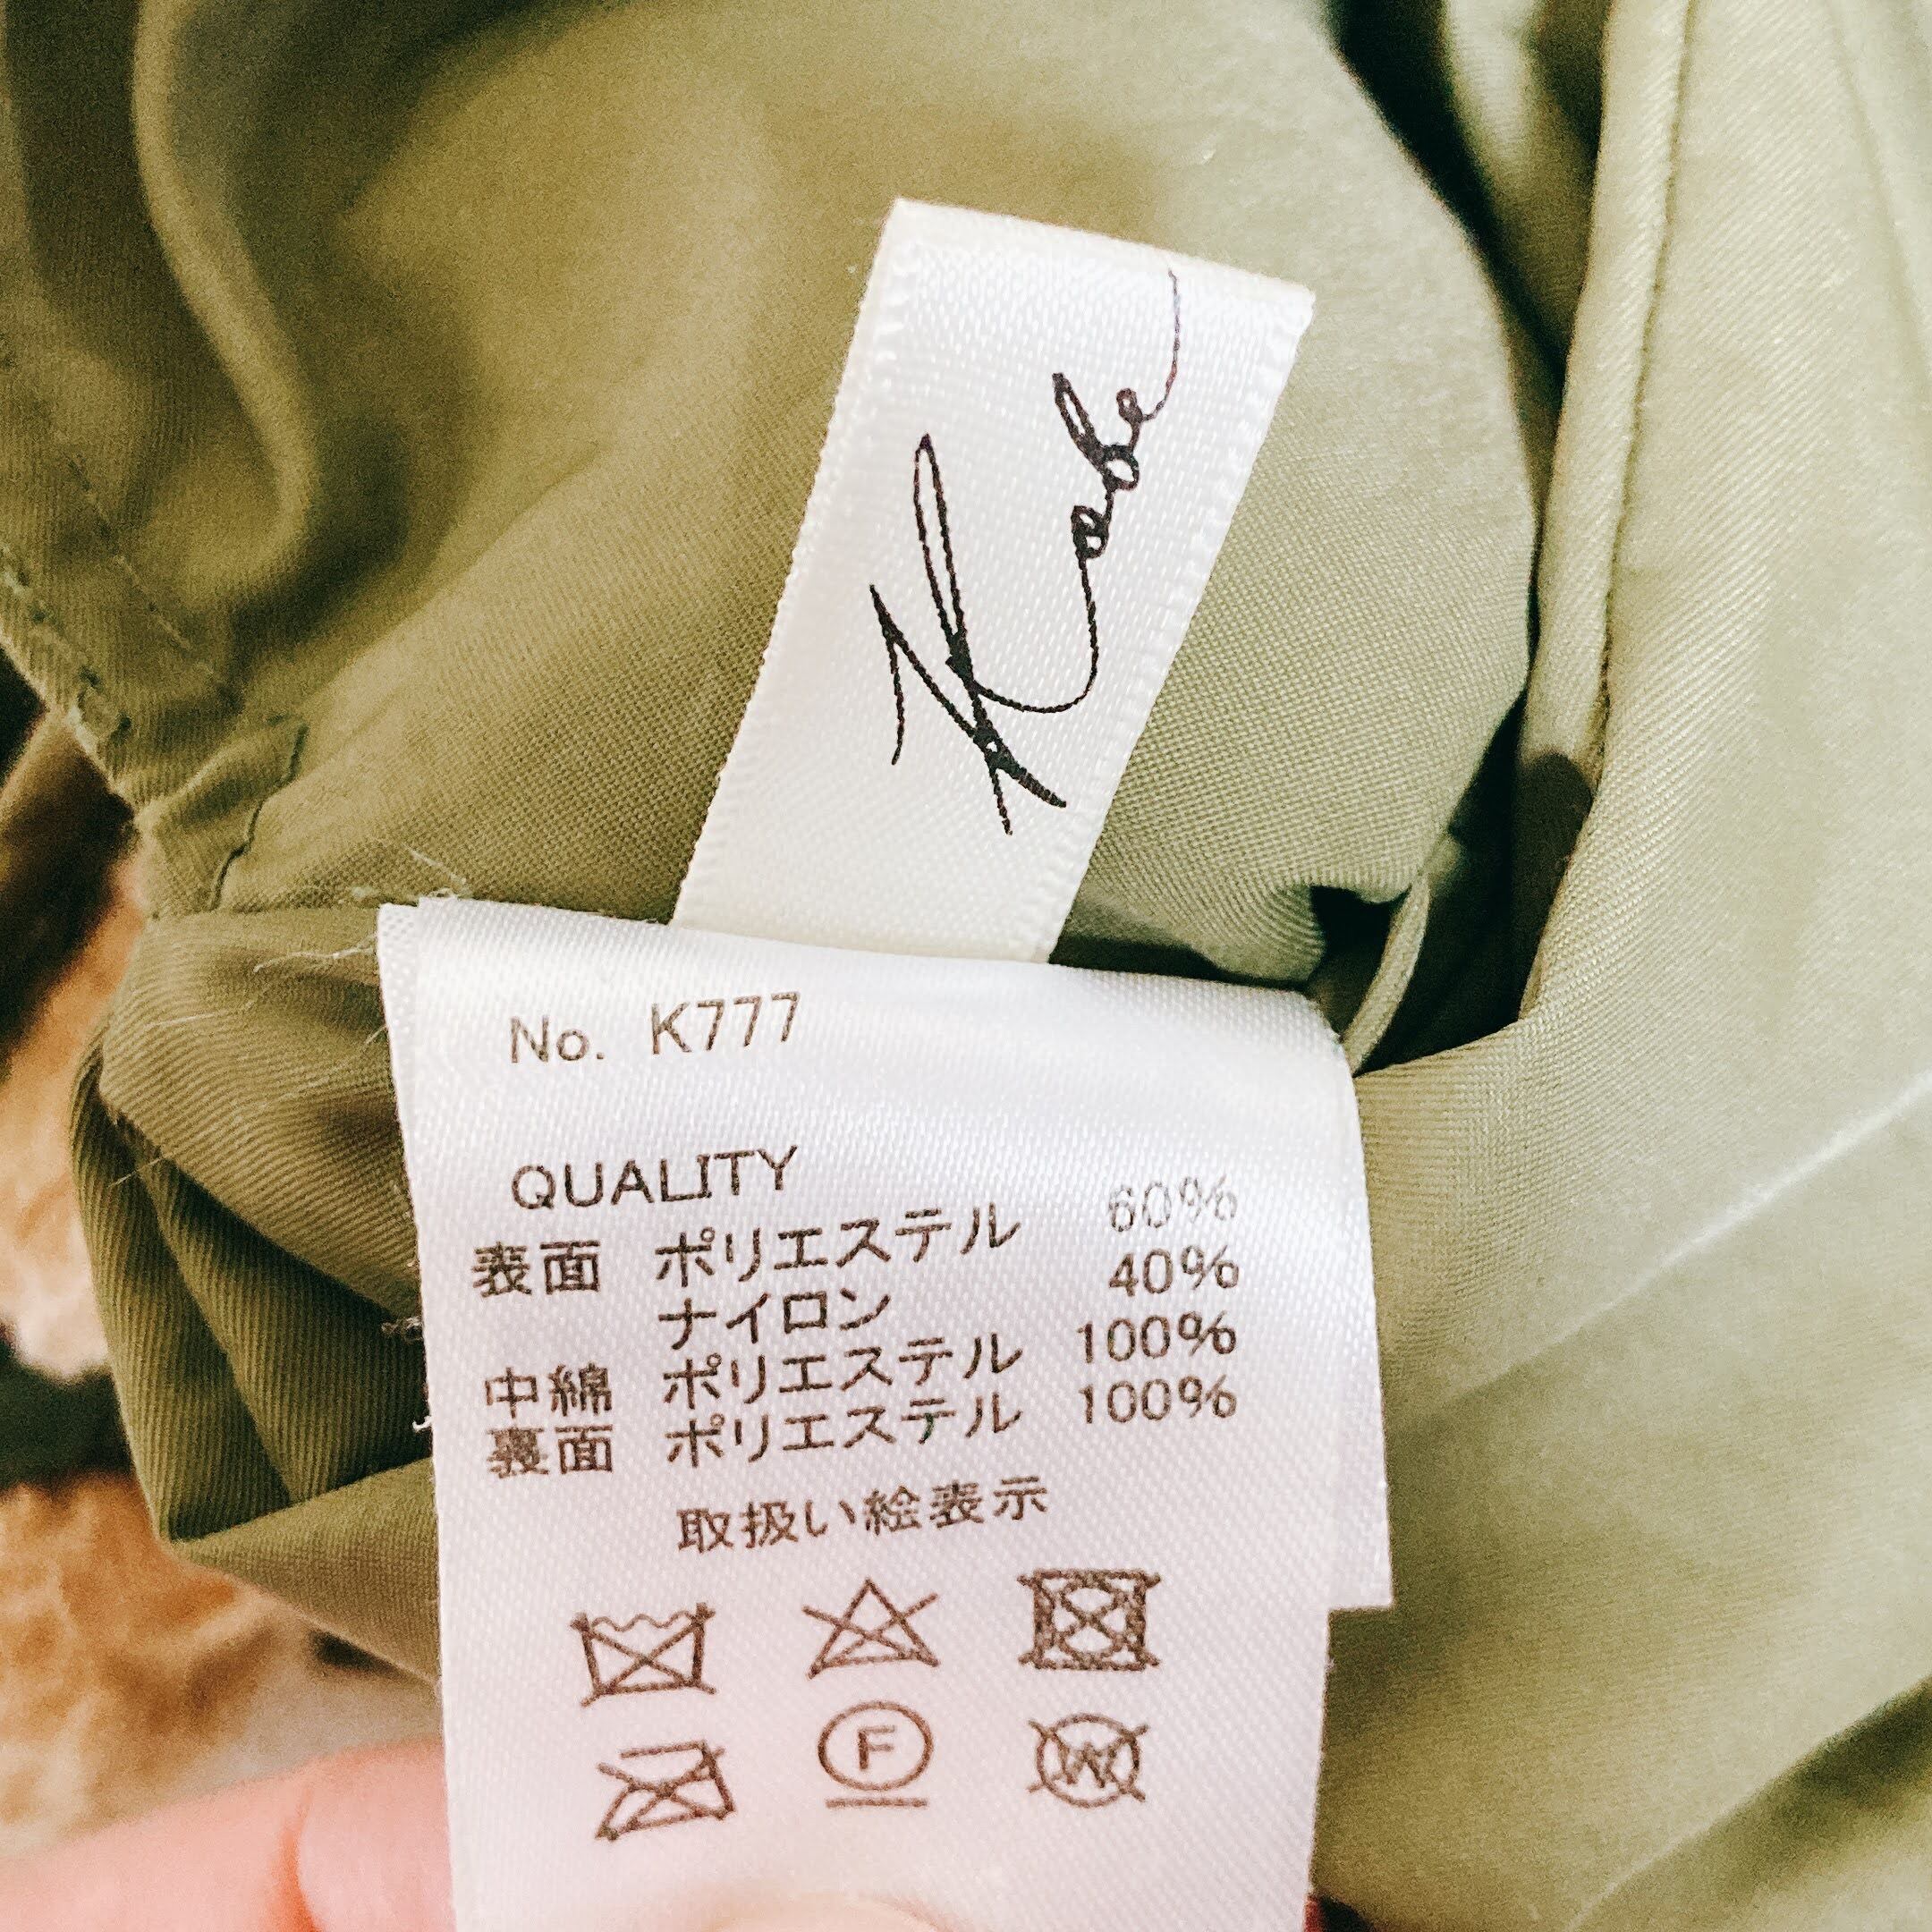 Kobe
No. K777
QUALITY
表面 ポリエステル 60%
ナイロン 40%
中綿 ポリエステル 100%
裏面 ポリエステル 100%
取扱い絵表示
F
W